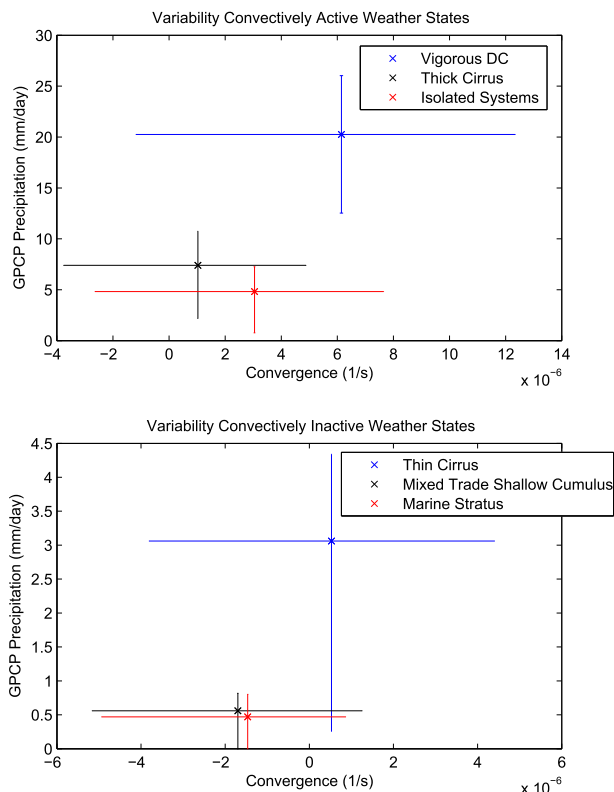 Variability Convectively Active Weather States
30
25
20
15
10
5
0
GPCP Precipitation (mm/day)
Vigorous DC
Thick Cirrus
Isolated Systems
−4 −2 0 2 4 6 8 10 12 14
Convergence (1/s)
x 10−6
Variability Convectively Inactive Weather States
4.5
4
3.5
3
2.5
2
1.5
1
0.5
0
GPCP Precipitation (mm/day)
Thin Cirrus
Mixed Trade Shallow Cumulus
Marine Stratus
−6 −4 −2 0 2 4 6
Convergence (1/s)
x 10−6